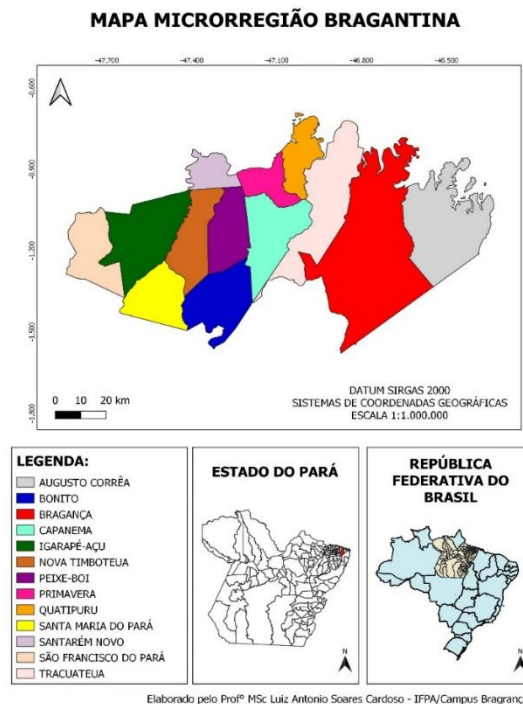 MAPA MICRORREGIÃO BRAGANTINA
-47.700 -47.400 -47.100 -46.800 -46.500
-0.600
-0.900
-1.200
-1.500
-1.800
0 10 20 km
DATUM SIRGAS 2000
SISTEMAS DE COORDENADAS GEOGRÁFICAS
ESCALA 1:1.000.000
LEGENDA:
AUGUSTO CORRÊA
BONITO
BRAGANÇA
CAPANEMA
IGARAPÉ-AÇU
NOVA TIMBOTEUA
PEIXE-BOI
PRIMAVERA
QUATIPURU
SANTA MARIA DO PARÁ
SANTARÉM NOVO
SÃO FRANCISCO DO PARÁ
TRACUATEUA
ESTADO DO PARÁ
N
REPÚBLICA
FEDERATIVA DO
BRASIL
N
Elaborado pelo Profº MSc Luiz Antonio Soares Cardoso - IFPA/Campus Bragranç